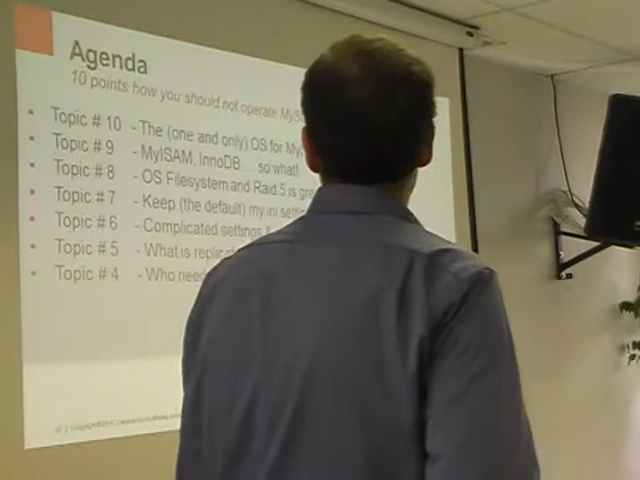 Agenda
10 points how you should not operate MyS
Topic # 10 - The (one and only) OS for My
Topic # 9 - MyISAM, InnoDB ... so what!
Topic # 8 - OS Filesystem and Raid 5 is gre
Topic # 7 - Keep (the default) my.ini settin
Topic # 6 - Complicated settings
Topic # 5 - What is replicat
Topic # 4 - Who need